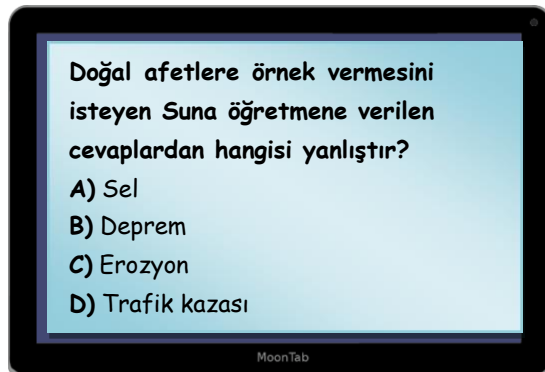 Doğal afetlere örnek vermesini
isteyen Suna öğretmene verilen
cevaplardan hangisi yanlıştır?
A) Sel
B) Deprem
C) Erozyon
D) Trafik kazası
MoonTab